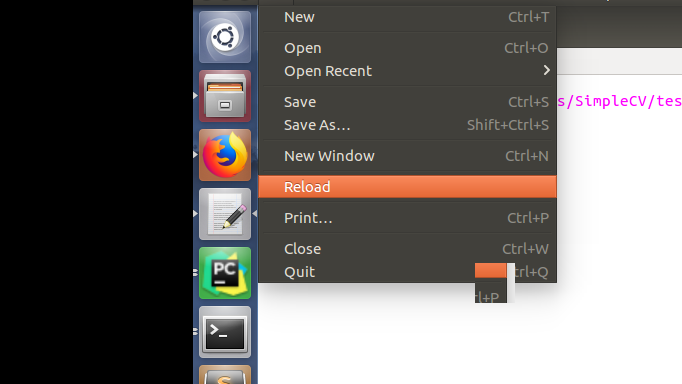 New Ctrl+T
Open Ctrl+O
Open Recent
s/SimpleCV/tes
Save Ctrl+S
Save As… Shift+Ctrl+S
New Window Ctrl+N
Reload
Print… Ctrl+P
Close Ctrl+W
Quit trl+Q
rl+P
PC
>_